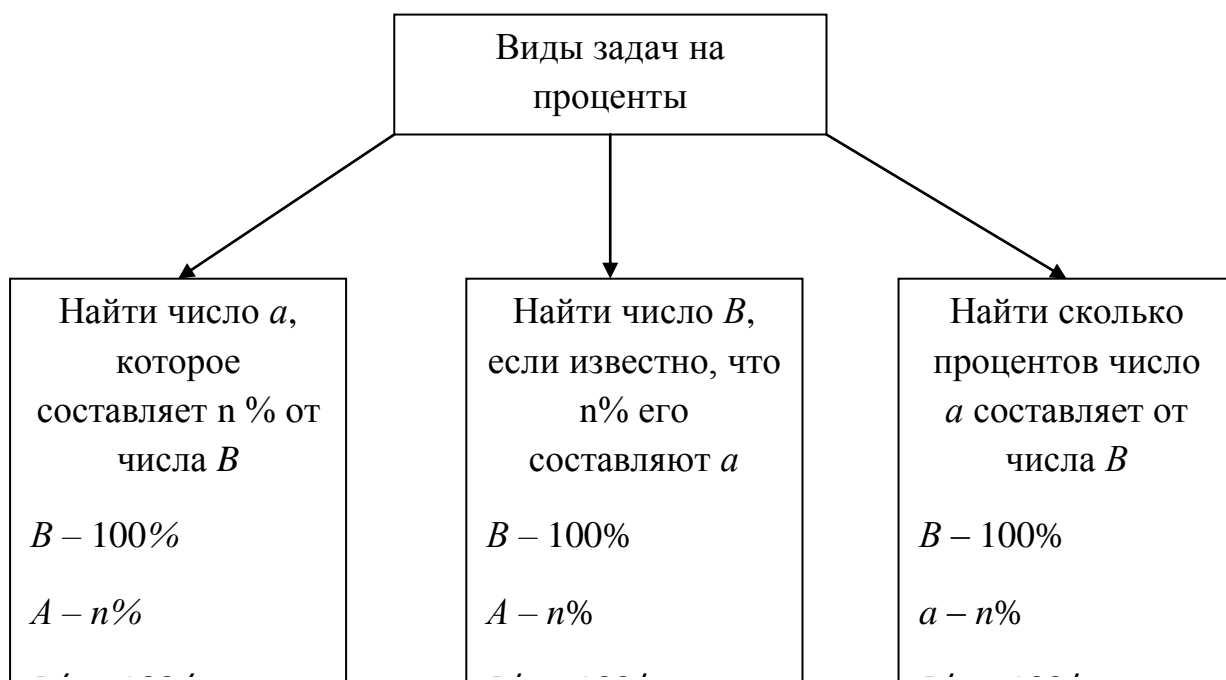 Виды задач на
проценты
Найти число a,
которое
составляет n % от
числа B
B – 100%
A – n%
Найти число B,
если известно, что
n% его
составляют a
B – 100%
A – n%
Найти сколько
процентов число
a составляет от
числа B
B – 100%
a – n%